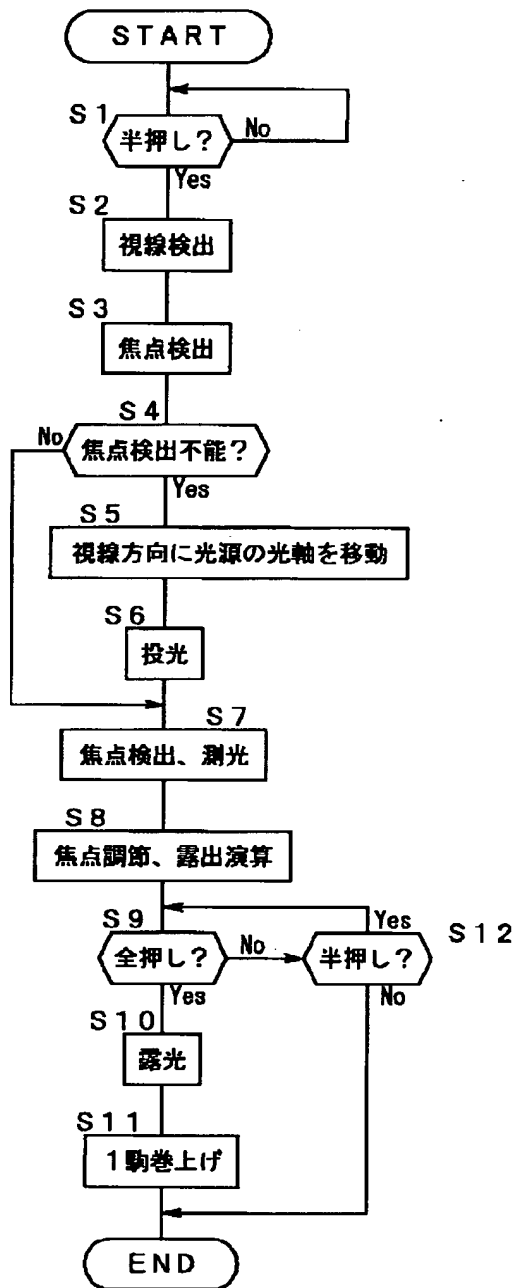 START
S1
半押し?
No
Yes
S2
視線検出
S3
焦点検出
S4
No
焦点検出不能?
Yes
S5
視線方向に光源の光軸を移動
S6
投光
S7
焦点検出、測光
S8
焦点調節、露出演算
S9
Yes
S12
全押し?
No
半押し?
Yes
No
S10
露光
S11
1駒巻上げ
END